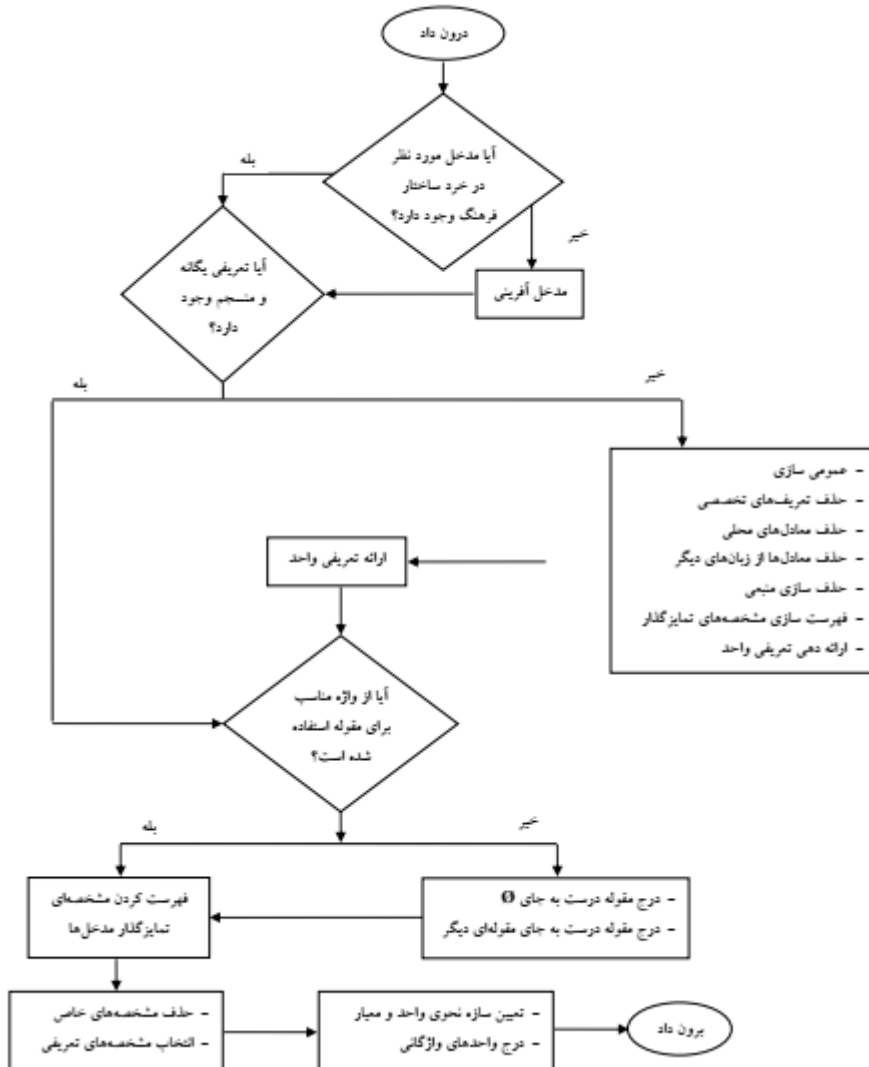 درون داد
آیا مدخل مورد نظر
در خرد ساختار
فرهنگ وجود دارد؟
بله
خیر
مدخل آفرینی
آیا تعریفی یگانه
و منسجم وجود
دارد؟
بله
خیر
- عمومی سازی
- حذف تعریف‌های تخصصی
- حذف معادل‌های محلی
- حذف معادل‌ها از زبان‌های دیگر
- حذف سازی منبعی
- فهرست سازی مشخصه‌های تمایزگذار
- ارائه دهی تعریفی واحد
ارائه تعریفی واحد
آیا از واژه مناسب
برای مقوله استفاده
شده است؟
بله
خیر
- درج مقوله درست به جای Ø
- درج مقوله درست به جای مقوله‌ای دیگر
فهرست کردن مشخصه‌ای
تمایزگذار مدخل‌ها
- حذف مشخصه‌های خاص
- انتخاب مشخصه‌های تعریفی
- تعیین سازه نحوی واحد و معیار
- درج واحدهای واژگانی
برون داد